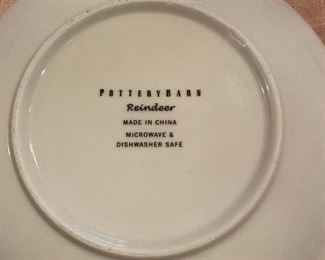 POTTERYBARN
Reindeer
MADE IN CHINA
MICROWAVE &
DISHWASHER SAFE